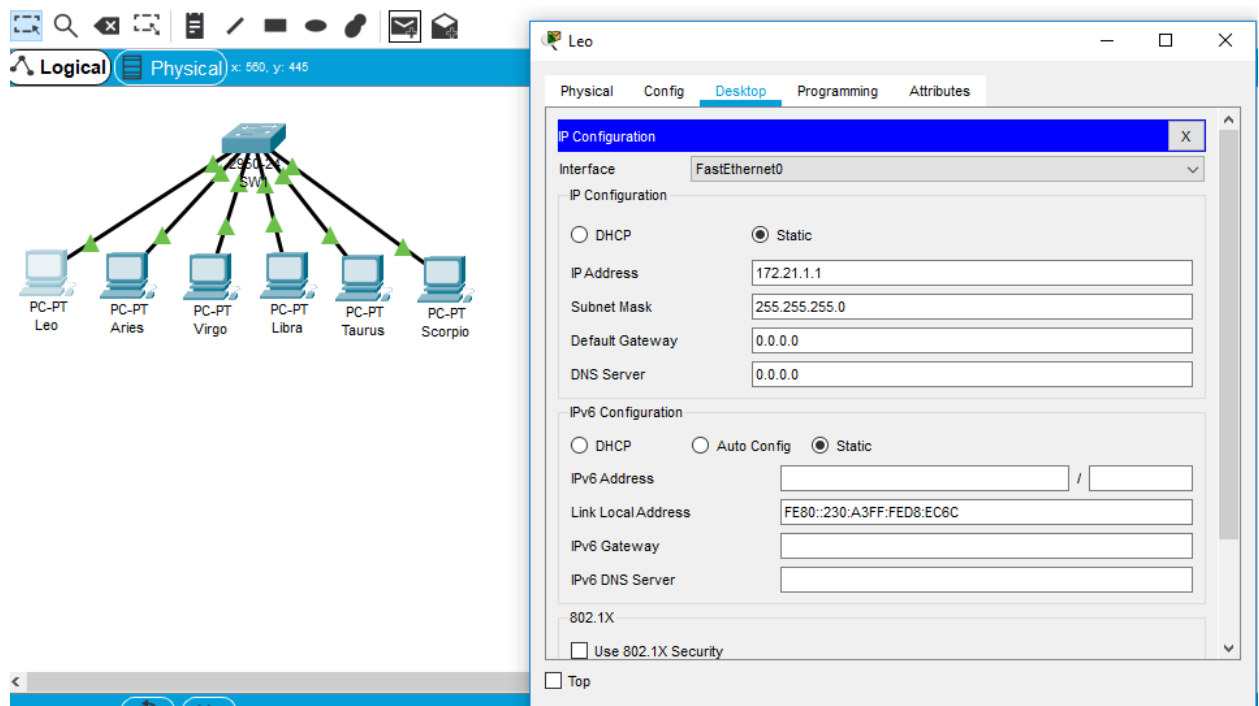 Logical
Physical x: 560, y: 445
2950-24
SW1
PC-PT
Leo
PC-PT
Aries
PC-PT
Virgo
PC-PT
Libra
PC-PT
Taurus
PC-PT
Scorpio
Leo
Physical Config Desktop Programming Attributes
IP Configuration X
Interface FastEthernet0
IP Configuration
DHCP Static
IP Address 172.21.1.1
Subnet Mask 255.255.255.0
Default Gateway 0.0.0.0
DNS Server 0.0.0.0
IPv6 Configuration
DHCP Auto Config Static
IPv6 Address /
Link Local Address FE80::230:A3FF:FED8:EC6C
IPv6 Gateway
IPv6 DNS Server
802.1X
Use 802.1X Security
Top